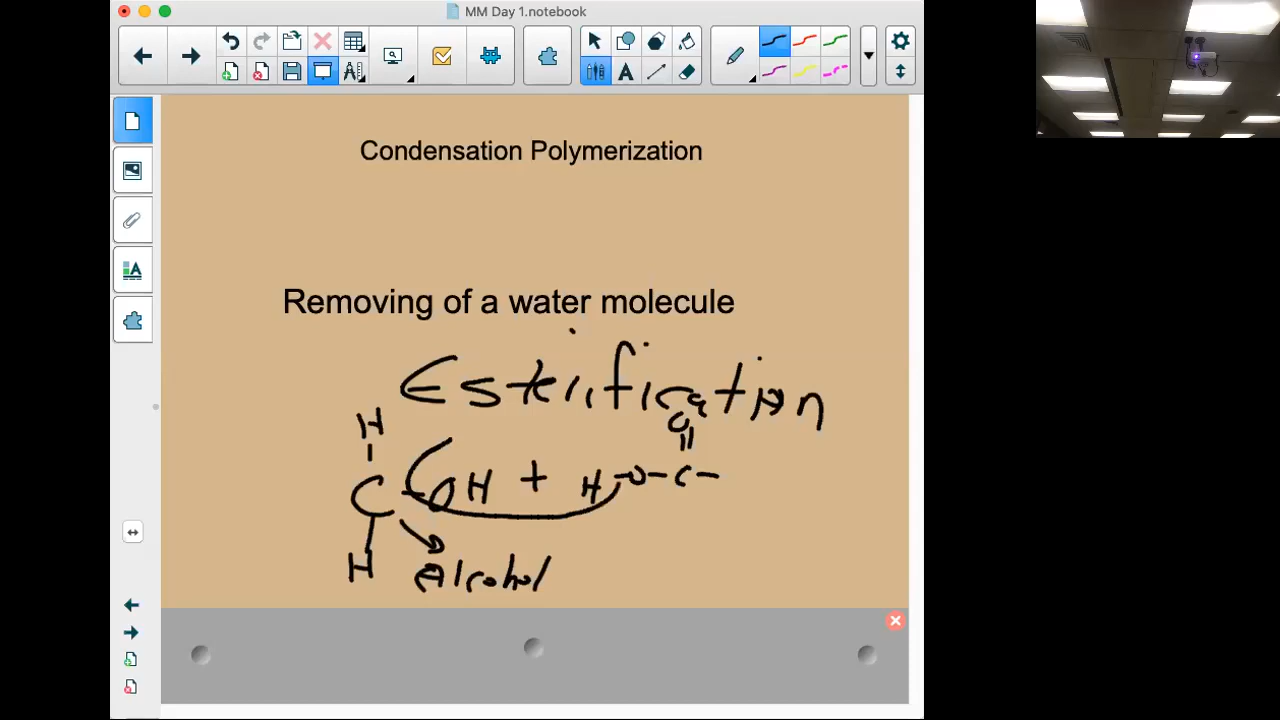 MM Day 1.notebook
Condensation Polymerization
Removing of a water molecule
Esterification
H O
C-OH + H-O-C-
H Alcohol